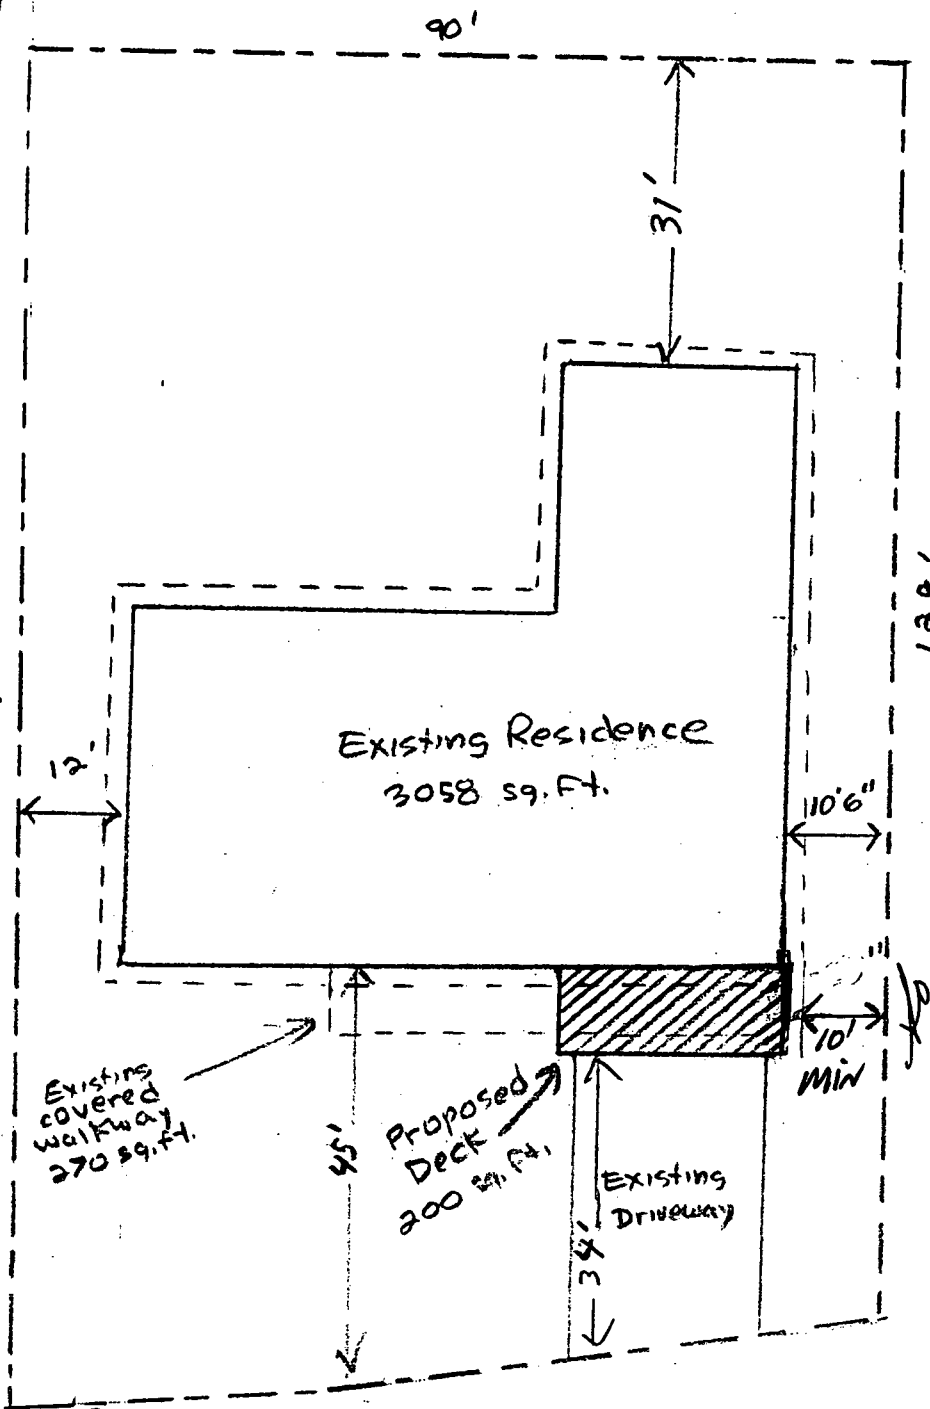 90'
31'
Existing Residence
3058 sq.Ft.
12'
10'6"
10'
MIN
Existing
covered
walkway
270 sq.ft.
Proposed
Deck
200 sq.ft.
45'
34'
Existing
Driveway